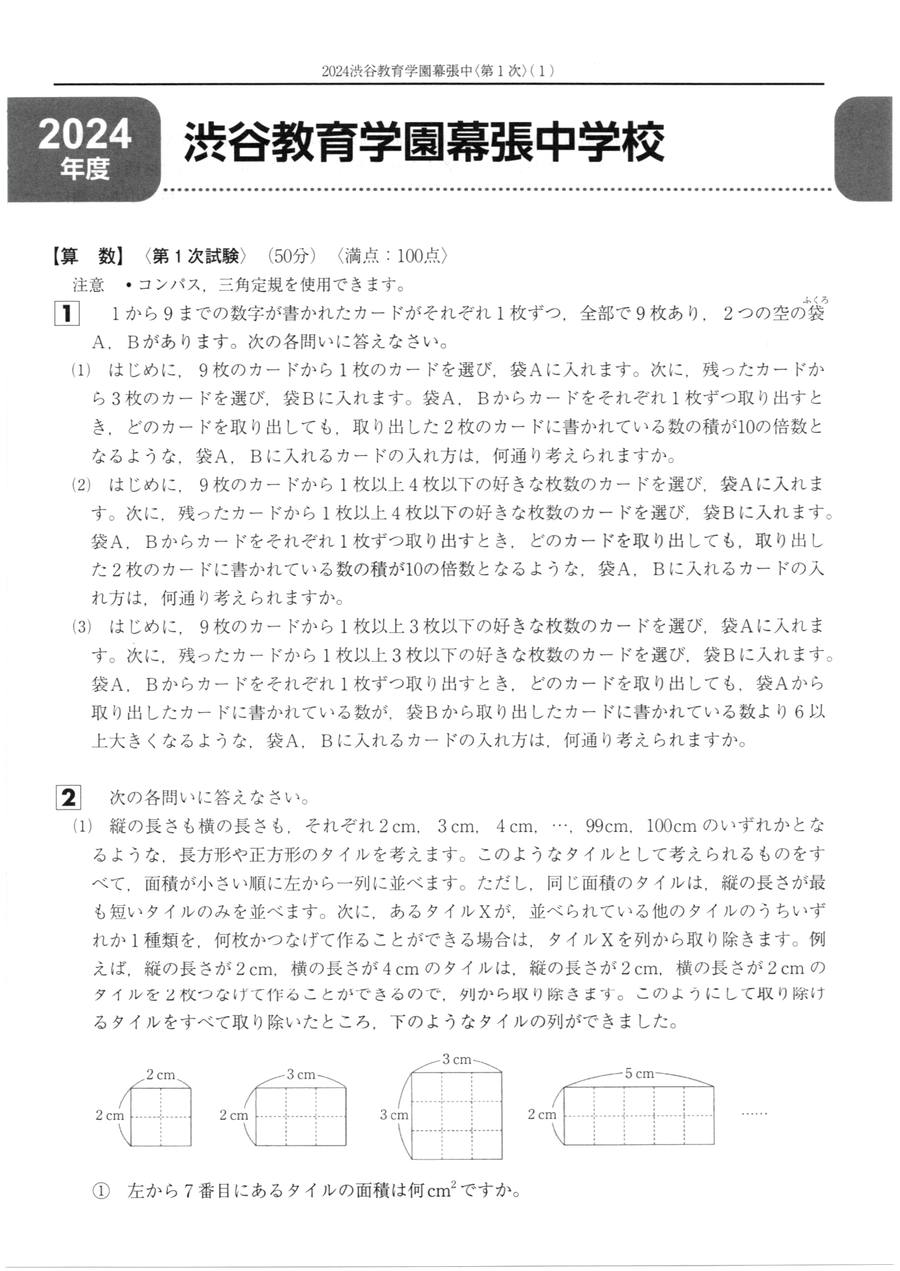 2024渋谷教育学園幕張中〈第1次〉(1)
2024
年度
渋谷教育学園幕張中学校
【算 数】〈第1次試験〉(50分)〈満点:100点〉
注意 ・コンパス,三角定規を使用できます。
ふくろ
1 1から9までの数字が書かれたカードがそれぞれ1枚ずつ,全部で9枚あり,2つの空の袋
A,Bがあります。次の各問いに答えなさい。
(1) はじめに,9枚のカードから1枚のカードを選び,袋Aに入れます。次に,残ったカードか
ら3枚のカードを選び,袋Bに入れます。袋A,Bからカードをそれぞれ1枚ずつ取り出すと
き,どのカードを取り出しても,取り出した2枚のカードに書かれている数の積が10の倍数と
なるような,袋A,Bに入れるカードの入れ方は,何通り考えられますか。
(2) はじめに,9枚のカードから1枚以上4枚以下の好きな枚数のカードを選び,袋Aに入れま
す。次に,残ったカードから1枚以上4枚以下の好きな枚数のカードを選び,袋Bに入れます。
袋A,Bからカードをそれぞれ1枚ずつ取り出すとき,どのカードを取り出しても,取り出し
た2枚のカードに書かれている数の積が10の倍数となるような,袋A,Bに入れるカードの入
れ方は,何通り考えられますか。
(3) はじめに,9枚のカードから1枚以上3枚以下の好きな枚数のカードを選び,袋Aに入れま
す。次に,残ったカードから1枚以上3枚以下の好きな枚数のカードを選び,袋Bに入れます。
袋A,Bからカードをそれぞれ1枚ずつ取り出すとき,どのカードを取り出しても,袋Aから
取り出したカードに書かれている数が,袋Bから取り出したカードに書かれている数より6以
上大きくなるような,袋A,Bに入れるカードの入れ方は,何通り考えられますか。
2 次の各問いに答えなさい。
(1) 縦の長さも横の長さも,それぞれ2cm,3cm,4cm,…,99cm,100cmのいずれかとな
るような,長方形や正方形のタイルを考えます。このようなタイルとして考えられるものをす
べて,面積が小さい順に左から一列に並べます。ただし,同じ面積のタイルは,縦の長さが最
も短いタイルのみを並べます。次に,あるタイルXが,並べられている他のタイルのうちいず
れか1種類を,何枚かつなげて作ることができる場合は,タイルXを列から取り除きます。例
えば,縦の長さが2cm,横の長さが4cmのタイルは,縦の長さが2cm,横の長さが2cmの
タイルを2枚つなげて作ることができるので,列から取り除きます。このようにして取り除け
るタイルをすべて取り除いたところ,下のようなタイルの列ができました。
2cm 3cm 3cm 5cm
2cm 2cm 3cm 2cm ……
① 左から7番目にあるタイルの面積は何cm²ですか。